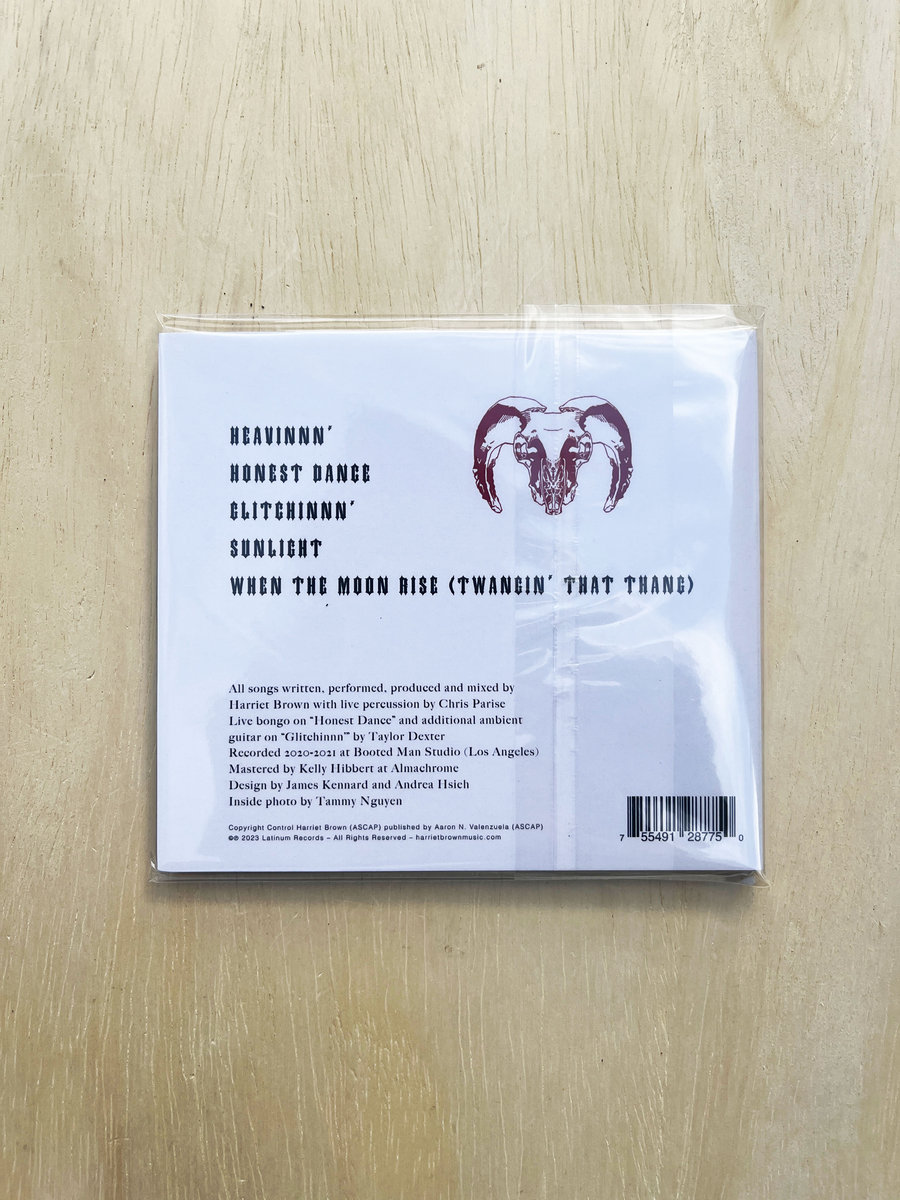 HEAVINNN'
HONEST DANCE
GLITCHINNN'
SUNLIGHT
WHEN THE MOON RISE (TWANGIN' THAT THANG)
All songs written, performed, produced and mixed by
Harriet Brown with live percussion by Chris Parise
Live bongo on "Honest Dance" and additional ambient
guitar on "Glitchinnn'" by Taylor Dexter
Recorded 2020-2021 at Booted Man Studio (Los Angeles)
Mastered by Kelly Hibbert at Almachrome
Design by James Kennard and Andrea Hsieh
Inside photo by Tammy Nguyen
Copyright Control Harriet Brown (ASCAP) published by Aaron N. Valenzuela (ASCAP)
©℗ 2023 Latinum Records – All Rights Reserved – harrietbrownmusic.com
7 55491 28775 0